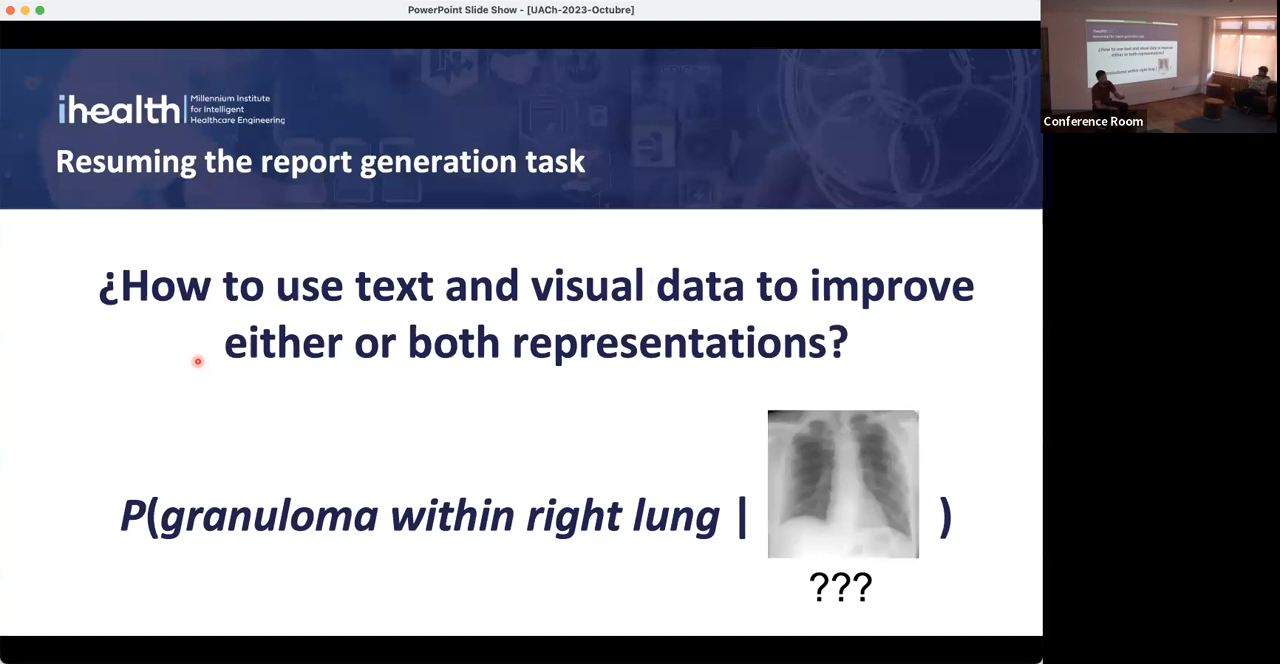 PowerPoint Slide Show - [UACh-2023-Octubre]
ihealth
Millennium Institute
for Intelligent
Healthcare Engineering
Resuming the report generation task
¿How to use text and visual data to improve
either or both representations?
P(granuloma within right lung | )
???
Conference Room